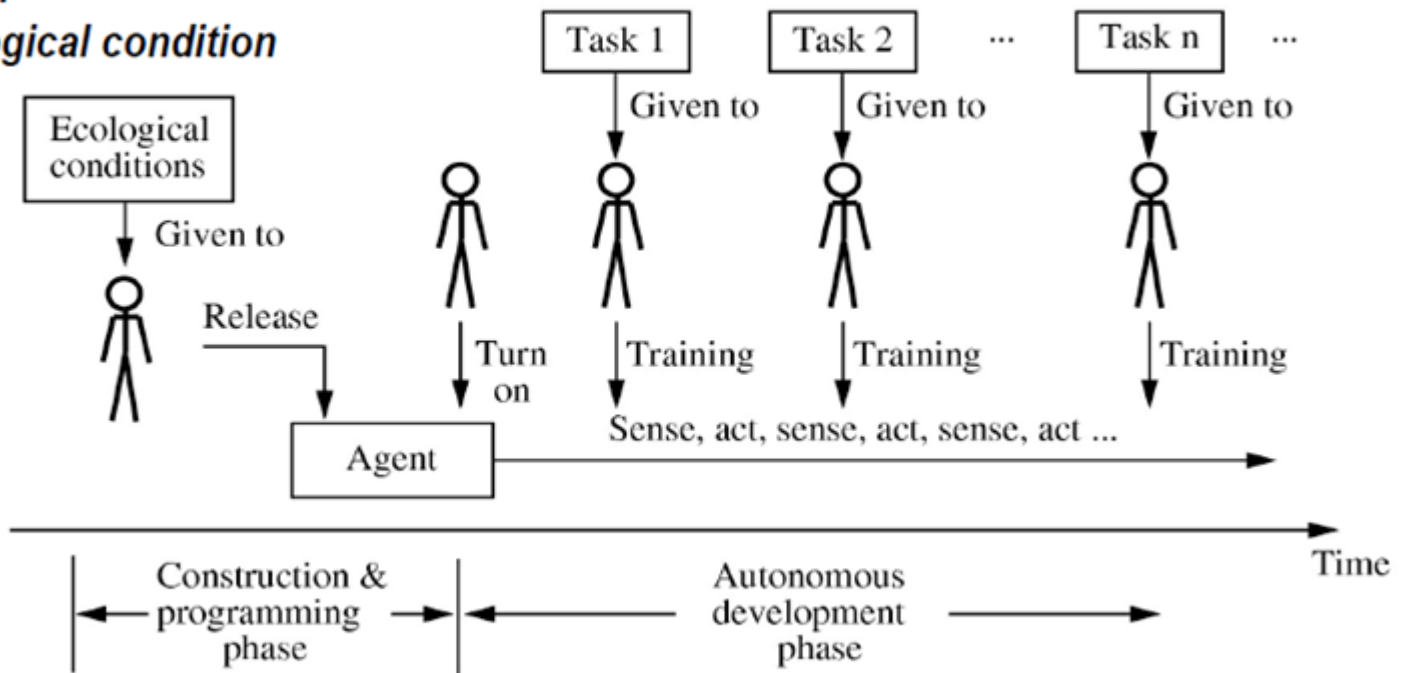 gical condition
Task 1
Task 2
...
Task n
...
Ecological
conditions
Given to
Given to
Given to
Given to
Release
Turn
on
Training
Training
Training
Sense, act, sense, act, sense, act ...
Agent
Time
Construction &
programming
phase
Autonomous
development
phase